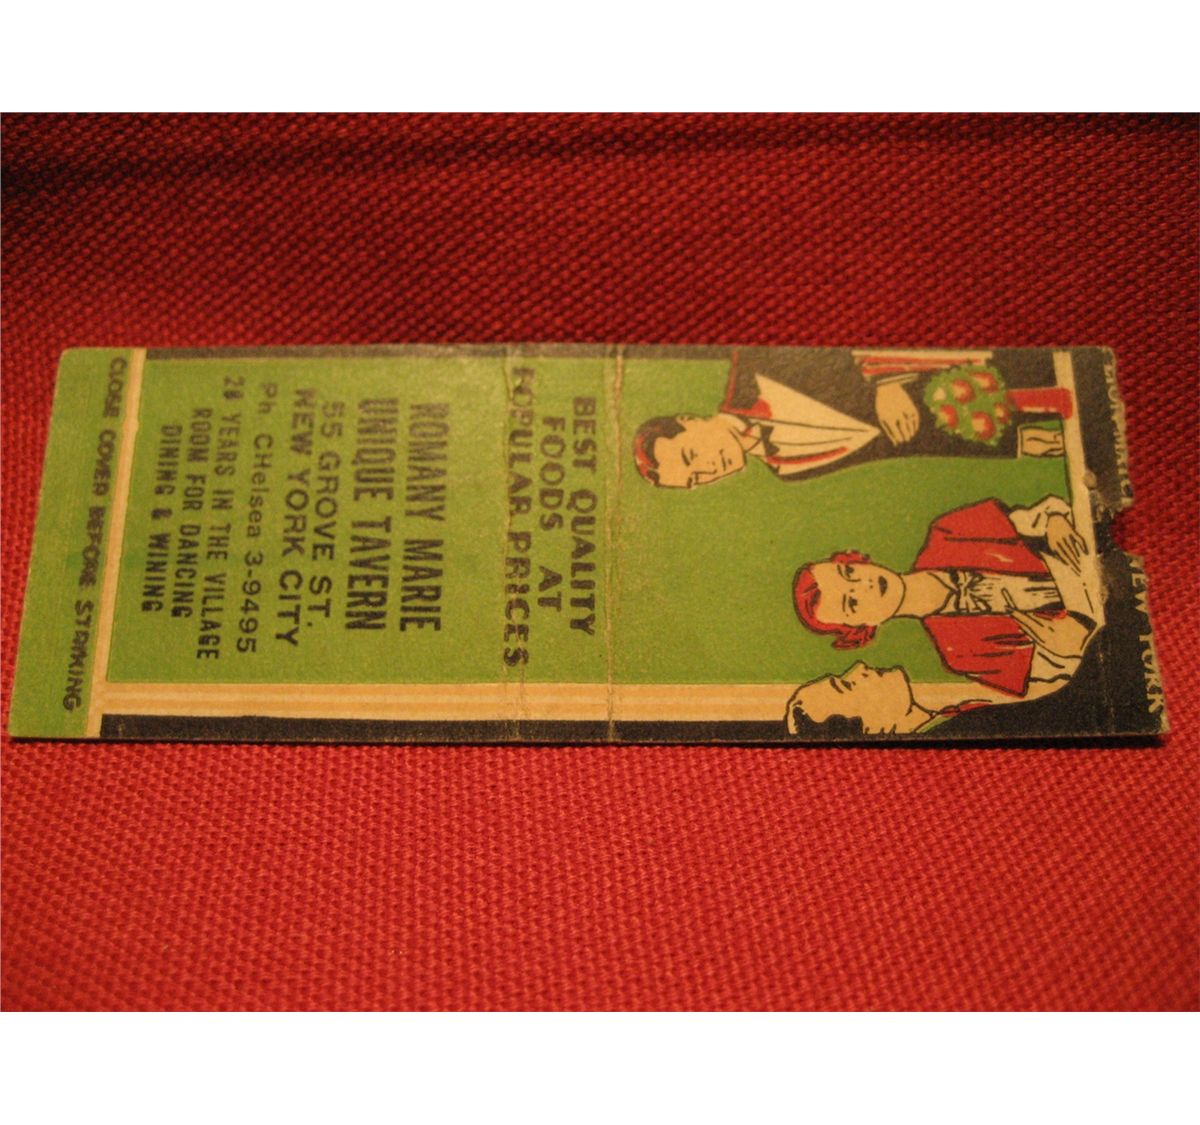 BEST QUALITY
FOODS AT
POPULAR PRICES
ROMANY MARIE
UNIQUE TAVERN
55 GROVE ST.
NEW YORK CITY
Ph CHelsea 3-9495
YEARS IN THE VILLAGE
ROOM FOR DANCING
DINING & WINING
CLOSE COVER BEFORE STRIKING
NEW YORK